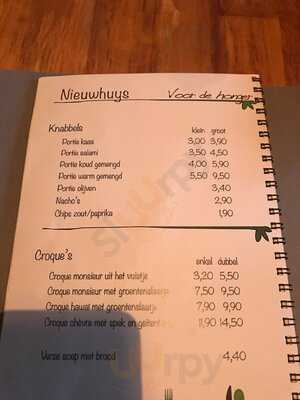 Nieuwhuys Voor de honger
Knabbels klein groot
Portie kaas 3,00 3,90
Portie salami 3,50 4,50
Portie koud gemengd 4,00 5,90
Portie warm gemengd 5,50 9,50
Portie olijven 3,40
Nacho's 2,90
Chips zout/paprika 1,90
Croque's enkel dubbel
Croque monsieur uit het vuistje 3,20 5,50
Croque monsieur met groentenslaatje 7,50 9,50
Croque hawaï met groentenslaatje 7,90 9,90
Croque chèvre met spek en 11,90 14,50
Verse soep met brood 4,40